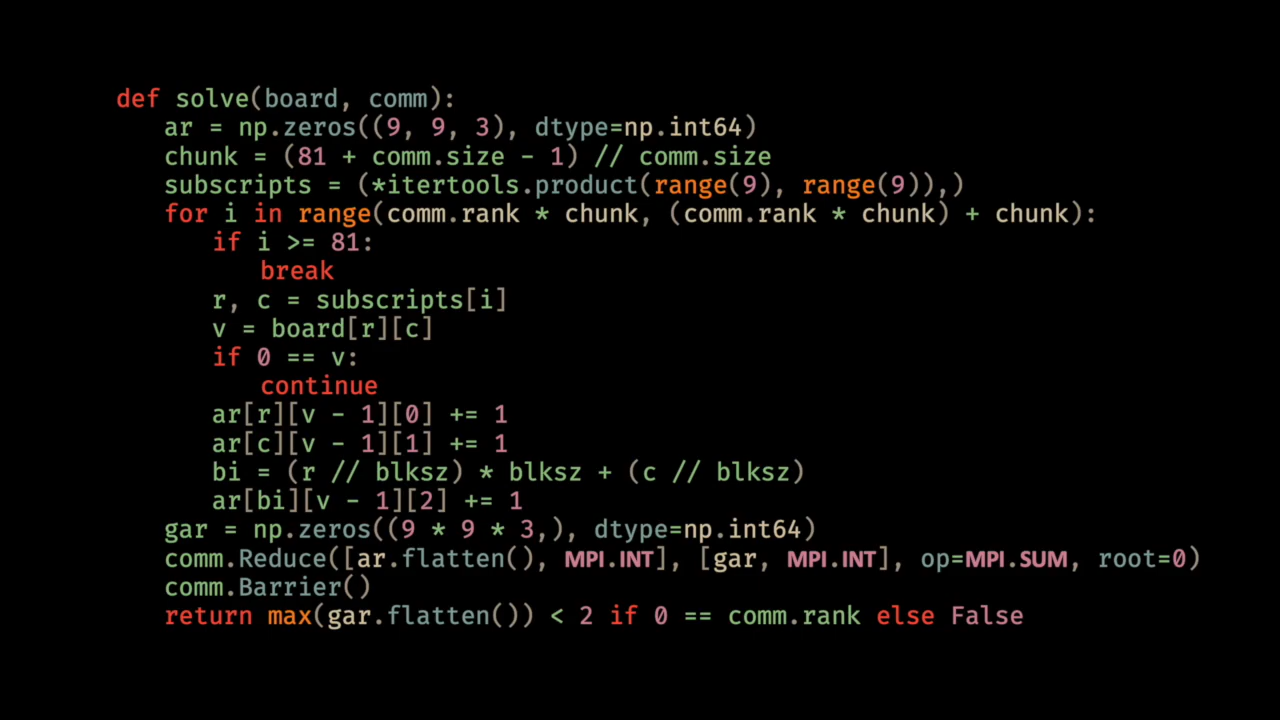 def solve(board, comm):
    ar = np.zeros((9, 9, 3), dtype=np.int64)
    chunk = (81 + comm.size - 1) // comm.size
    subscripts = (*itertools.product(range(9), range(9)),)
    for i in range(comm.rank * chunk, (comm.rank * chunk) + chunk):
        if i >= 81:
            break
        r, c = subscripts[i]
        v = board[r][c]
        if 0 == v:
            continue
        ar[r][v - 1][0] += 1
        ar[c][v - 1][1] += 1
        bi = (r // blksz) * blksz + (c // blksz)
        ar[bi][v - 1][2] += 1
    gar = np.zeros((9 * 9 * 3,), dtype=np.int64)
    comm.Reduce([ar.flatten(), MPI.INT], [gar, MPI.INT], op=MPI.SUM, root=0)
    comm.Barrier()
    return max(gar.flatten()) < 2 if 0 == comm.rank else False